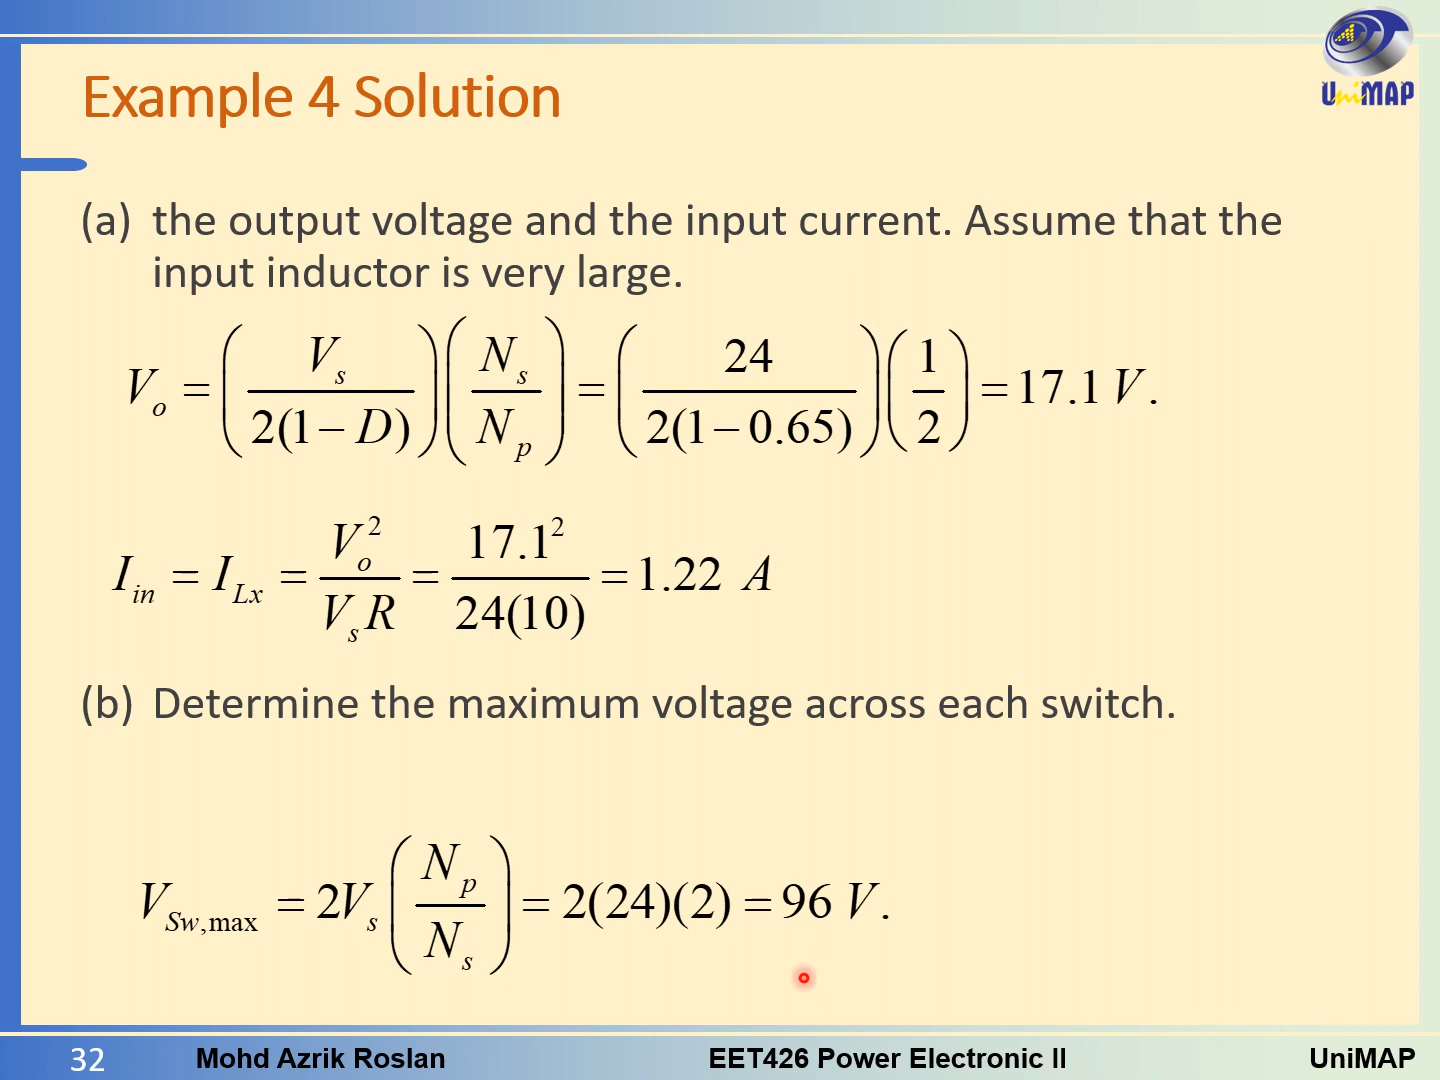 UniMAP
Example 4 Solution
(a) the output voltage and the input current. Assume that the
input inductor is very large.
V_o = (V_s / 2(1 − D)) (N_s / N_p) = (24 / 2(1 − 0.65)) (1 / 2) = 17.1 V.
I_in = I_Lx = V_o^2 / V_s R = 17.1^2 / 24(10) = 1.22 A
(b) Determine the maximum voltage across each switch.
V_Sw,max = 2V_s (N_p / N_s) = 2(24)(2) = 96 V.
32 Mohd Azrik Roslan EET426 Power Electronic II UniMAP